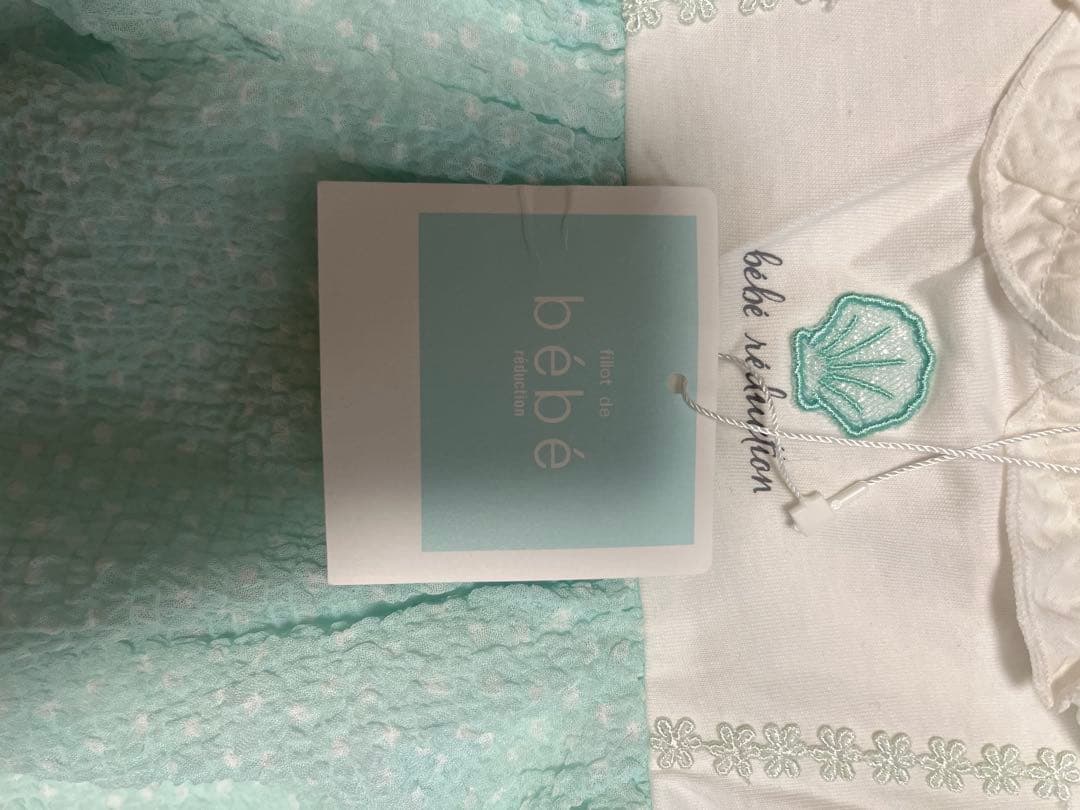 fillot de
bébé
réduction
bébé réduction